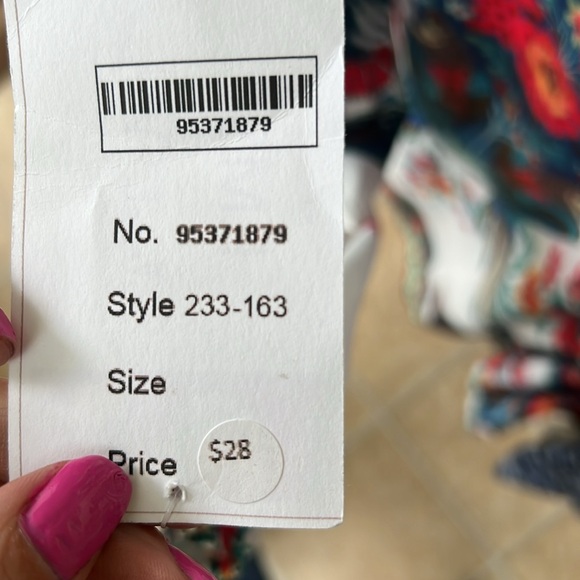 95371879
No. 95371879
Style 233-163
Size
Price $28